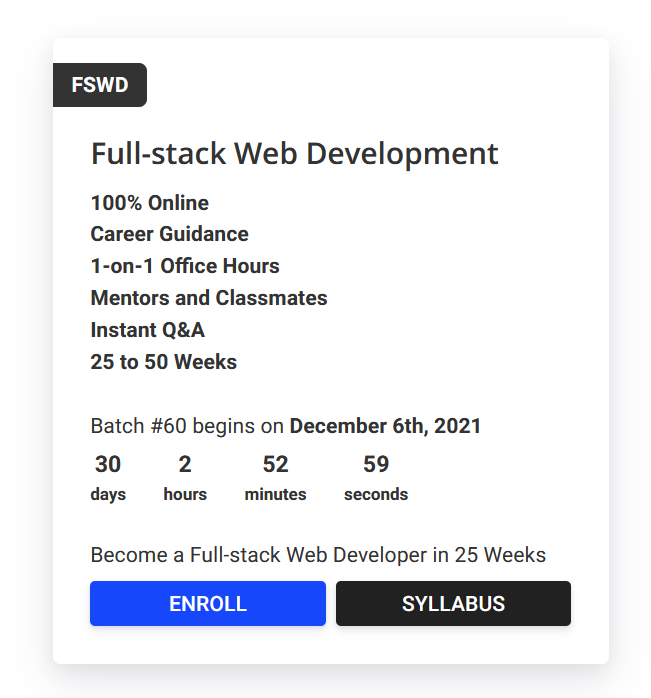 FSWD
Full-stack Web Development
100% Online
Career Guidance
1-on-1 Office Hours
Mentors and Classmates
Instant Q&A
25 to 50 Weeks
Batch #60 begins on December 6th, 2021
30 2 52 59
days hours minutes seconds
Become a Full-stack Web Developer in 25 Weeks
ENROLL SYLLABUS